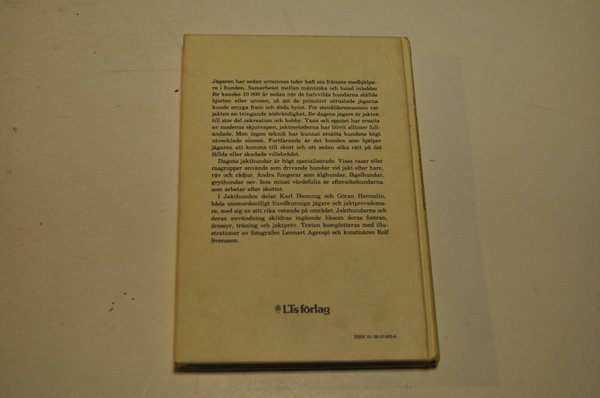 Jägaren har sedan urminnes tider haft sin främste medhjälpa-
re i hunden. Samarbetet mellan människa och hund inleddes
för kanske 10 000 år sedan när de halvvilda hundarna ställde
hjorten eller uroxen, så att de primitivt utrustade jägarna
kunde smyga fram och döda bytet. För stenåldersmannen var
jakten en tvingande nödvändighet, för dagens jägare är jakten
till stor del rekreation och hobby. Yxan och spjutet har ersatts
av moderna skjutvapen, jaktmetoderna har blivit alltmer full-
ändade. Men ingen teknik har kunnat ersätta hundens högt
utvecklade sinnen. Fortfarande är det hunden som hjälper
jägaren att komma till skott och att sedan söka rätt på det
fällda eller skadade villebrådet.
Dagens jakthundar är högt specialiserade. Vissa raser eller
rasgrupper används som drivande hundar vid jakt efter hare,
räv och rådjur. Andra fungerar som älghundar, fågelhundar,
grythundar osv. Inte minst värdefulla är eftersökshundarna,
som arbetar efter skottet.
I Jakthunden delar Karl Henning och Göran Hermelin,
båda utomordentligt hundkunniga jägare och jaktprovsdoma-
re, med sig av sitt rika vetande på området. Jakthundarna och
deras användning skildras ingående liksom deras fostran,
dressyr, träning och jaktprov. Texten kompletteras med illu-
strationer av fotografen Lennart Agensjö och konstnären Rolf
Svensson.
LTs förlag